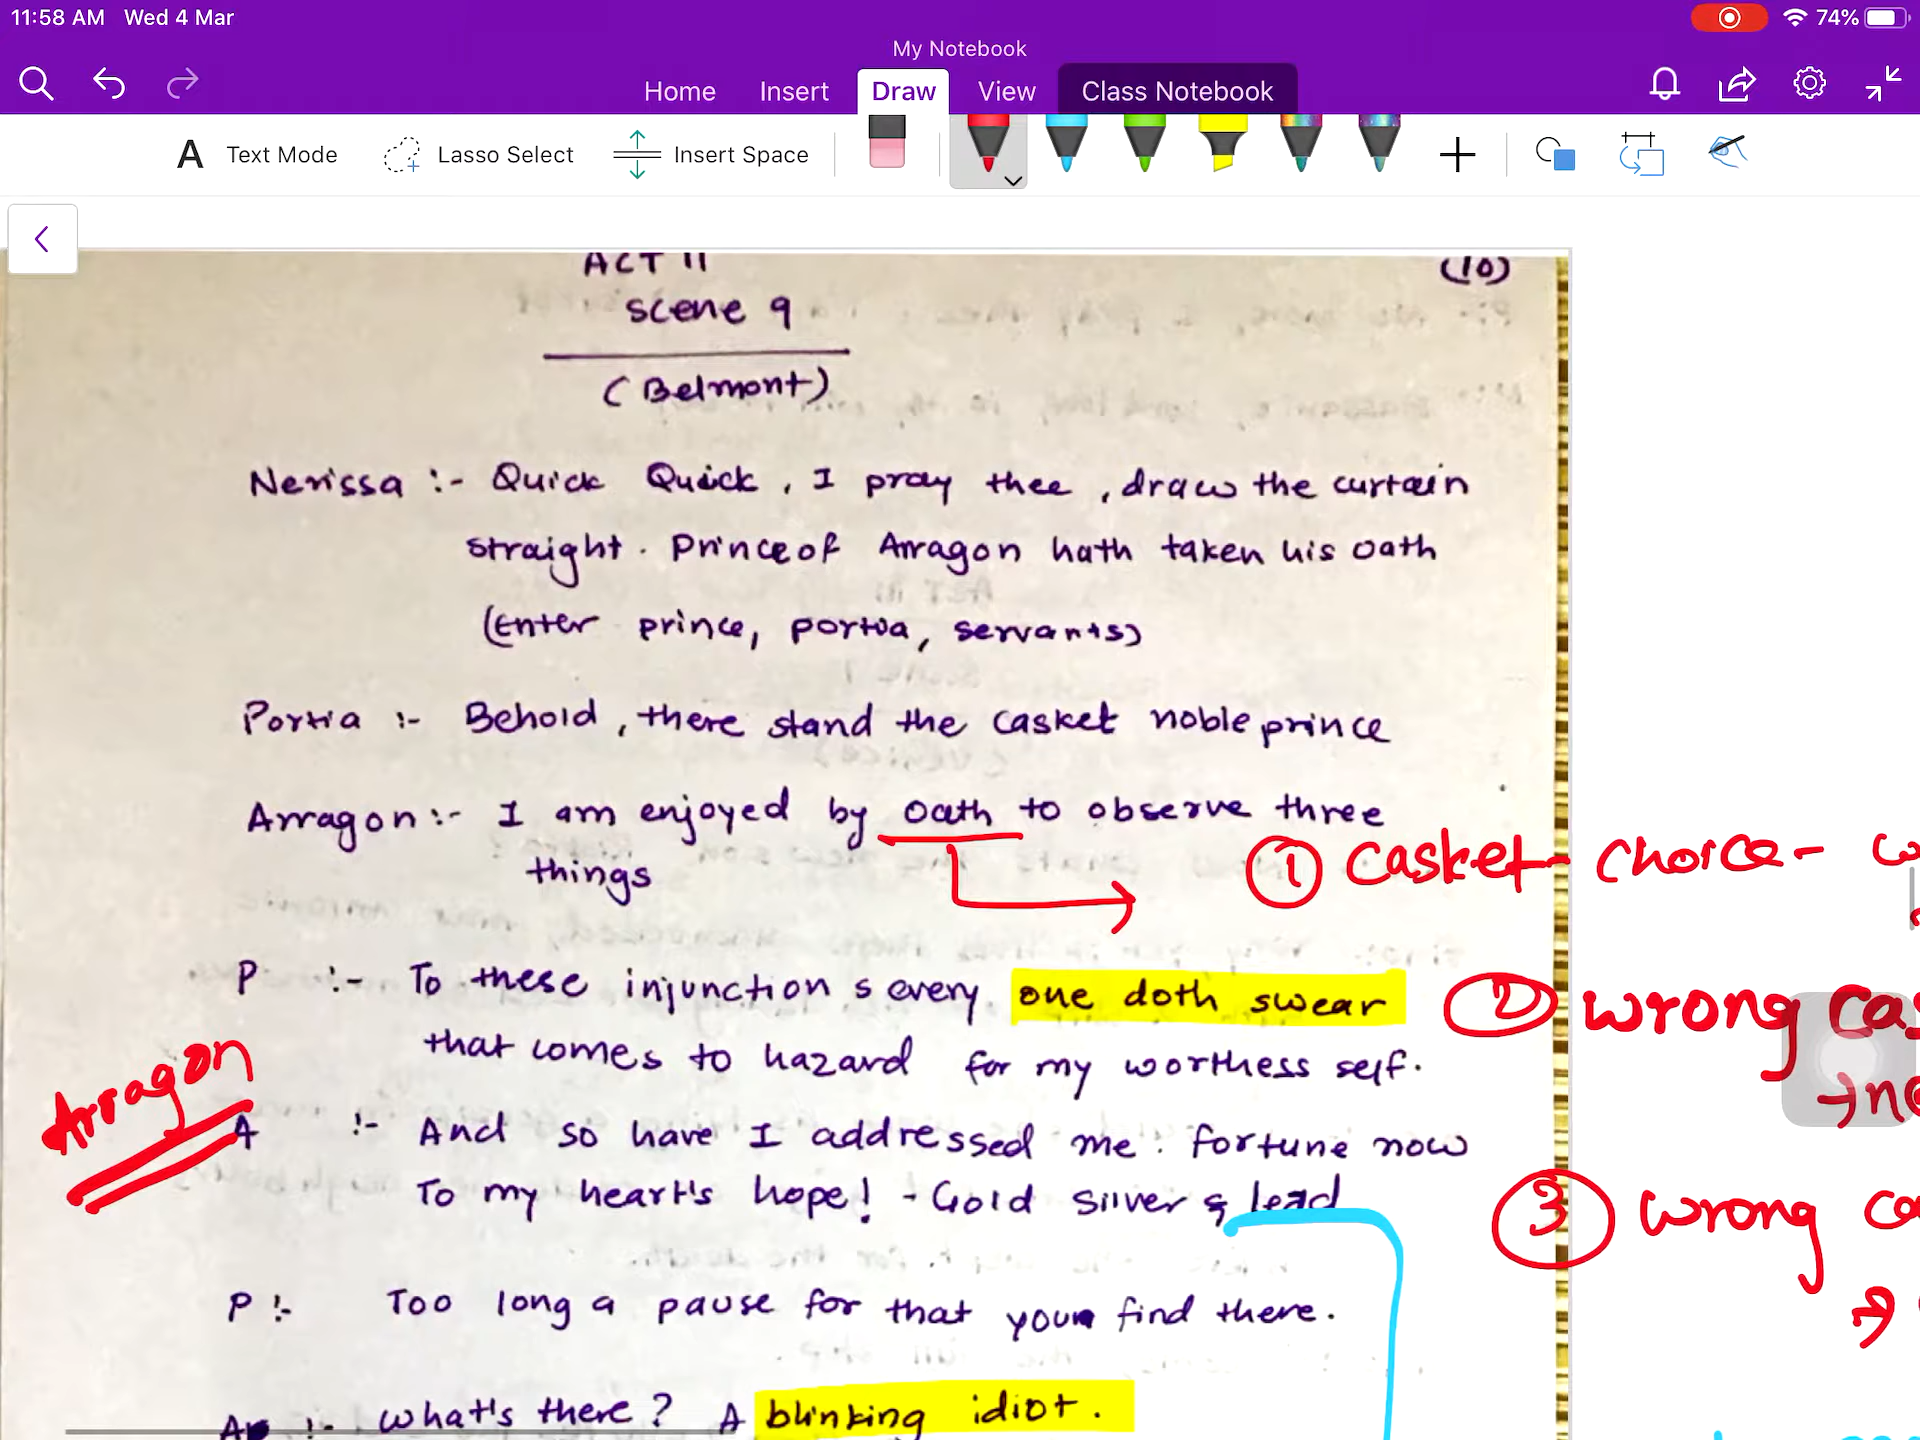 11:58 AM Wed 4 Mar
74%
My Notebook
Home Insert Draw View Class Notebook
A Text Mode Lasso Select Insert Space
ACT II (10)
Scene 9
(Belmont)
Nerissa :- Quick Quick, I pray thee, draw the curtain
straight. Prince of Arragon hath taken his oath
(Enter prince, portia, servants)
Portia :- Behold, there stand the casket noble prince
Arragon :- I am enjoyed by oath to observe three
things
① Casket - choice -
P :- To these injunctions every one doth swear
② wrong
that comes to hazard for my worthless self.
Arragon
A :- And so have I addressed me. fortune now
To my heart's hope! - Gold silver & lead
③ wrong
P :- Too long a pause for that your find there.
:- what's there? A blinking idiot.